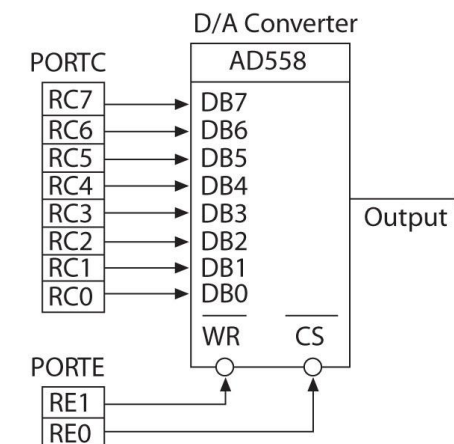 D/A Converter
PORTC
AD558
RC7
DB7
RC6
DB6
RC5
DB5
RC4
DB4
RC3
DB3
RC2
DB2
RC1
DB1
RC0
DB0
Output
WR
CS
PORTE
RE1
RE0